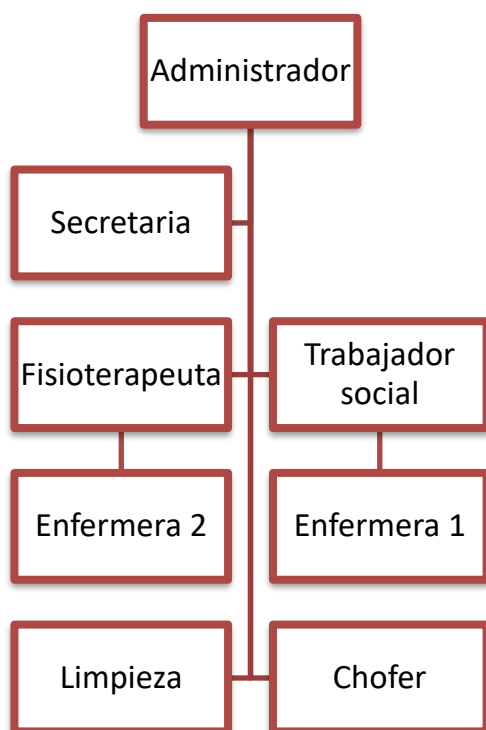 Administrador
Secretaria
Fisioterapeuta
Trabajador
social
Enfermera 2
Enfermera 1
Limpieza
Chofer